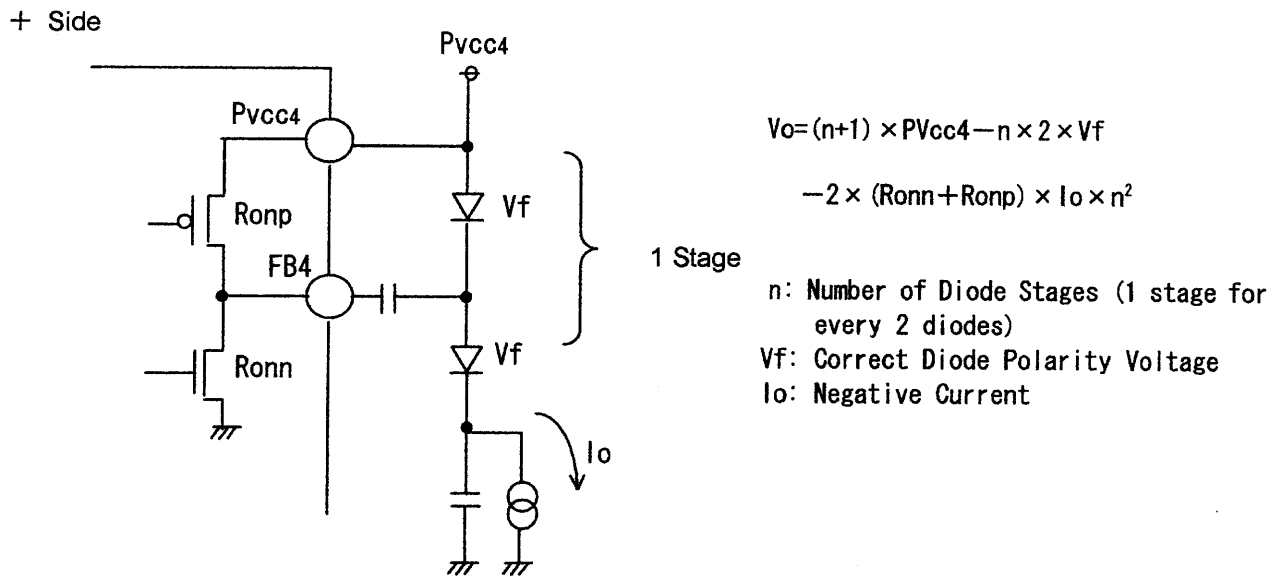 + Side
Pvcc4
Pvcc4
Ronp
Vf
FB4
1 Stage
Ronn
Vf
Io
Vo=(n+1)×PVcc4−n×2×Vf
−2×(Ronn+Ronp)×Io×n²
n: Number of Diode Stages (1 stage for
every 2 diodes)
Vf: Correct Diode Polarity Voltage
Io: Negative Current